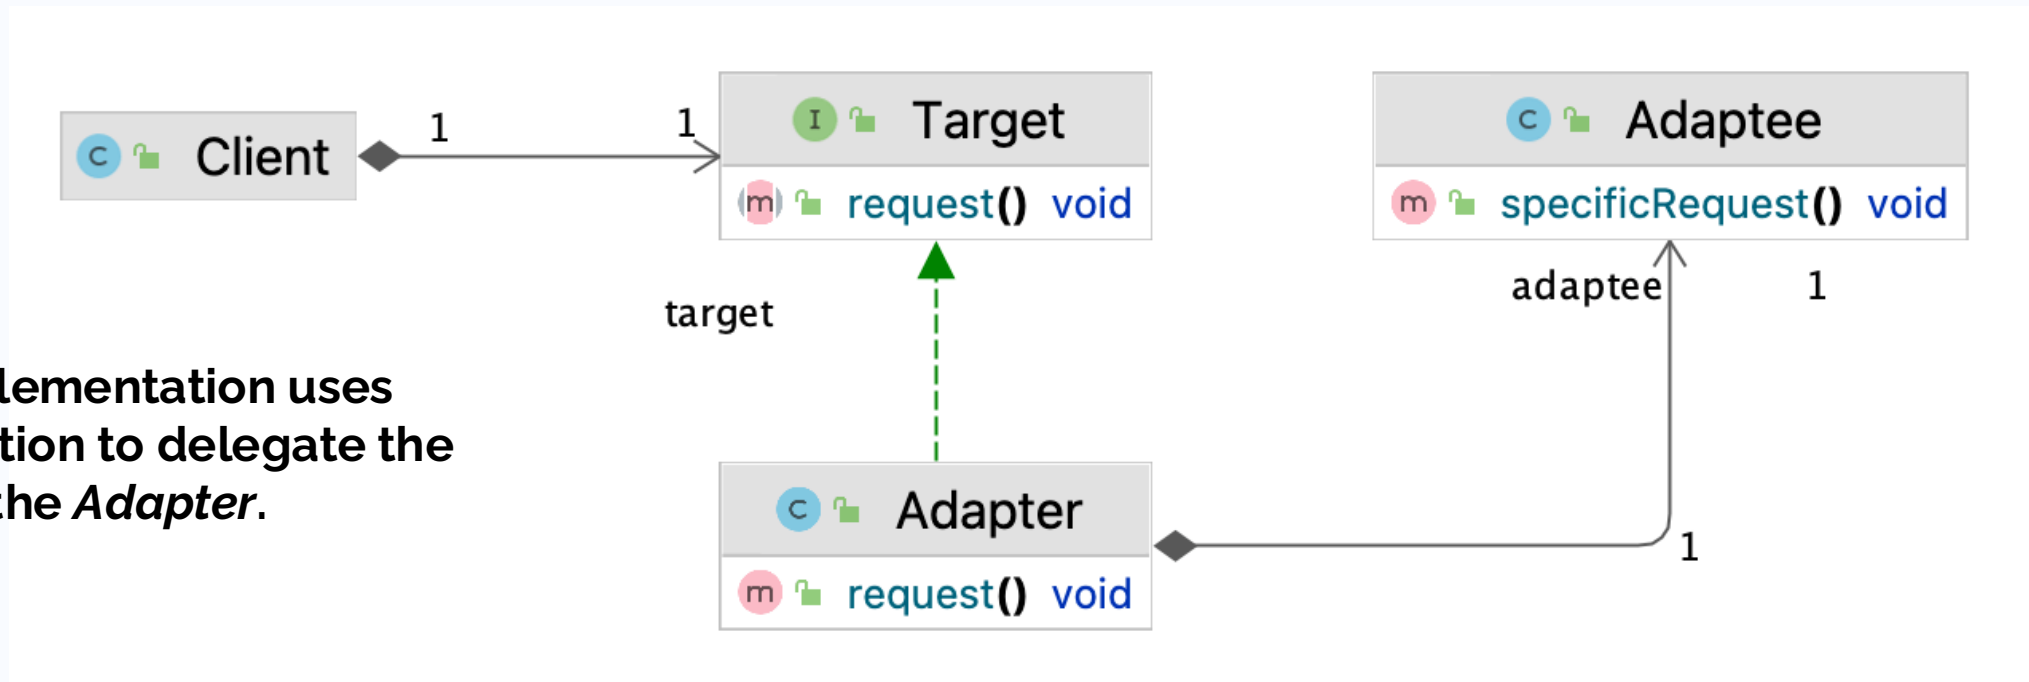 C Client
1
1
I Target
m request() void
C Adaptee
m specificRequest() void
target
adaptee
1
lementation uses
tion to delegate the
the Adapter.
C Adapter
m request() void
1